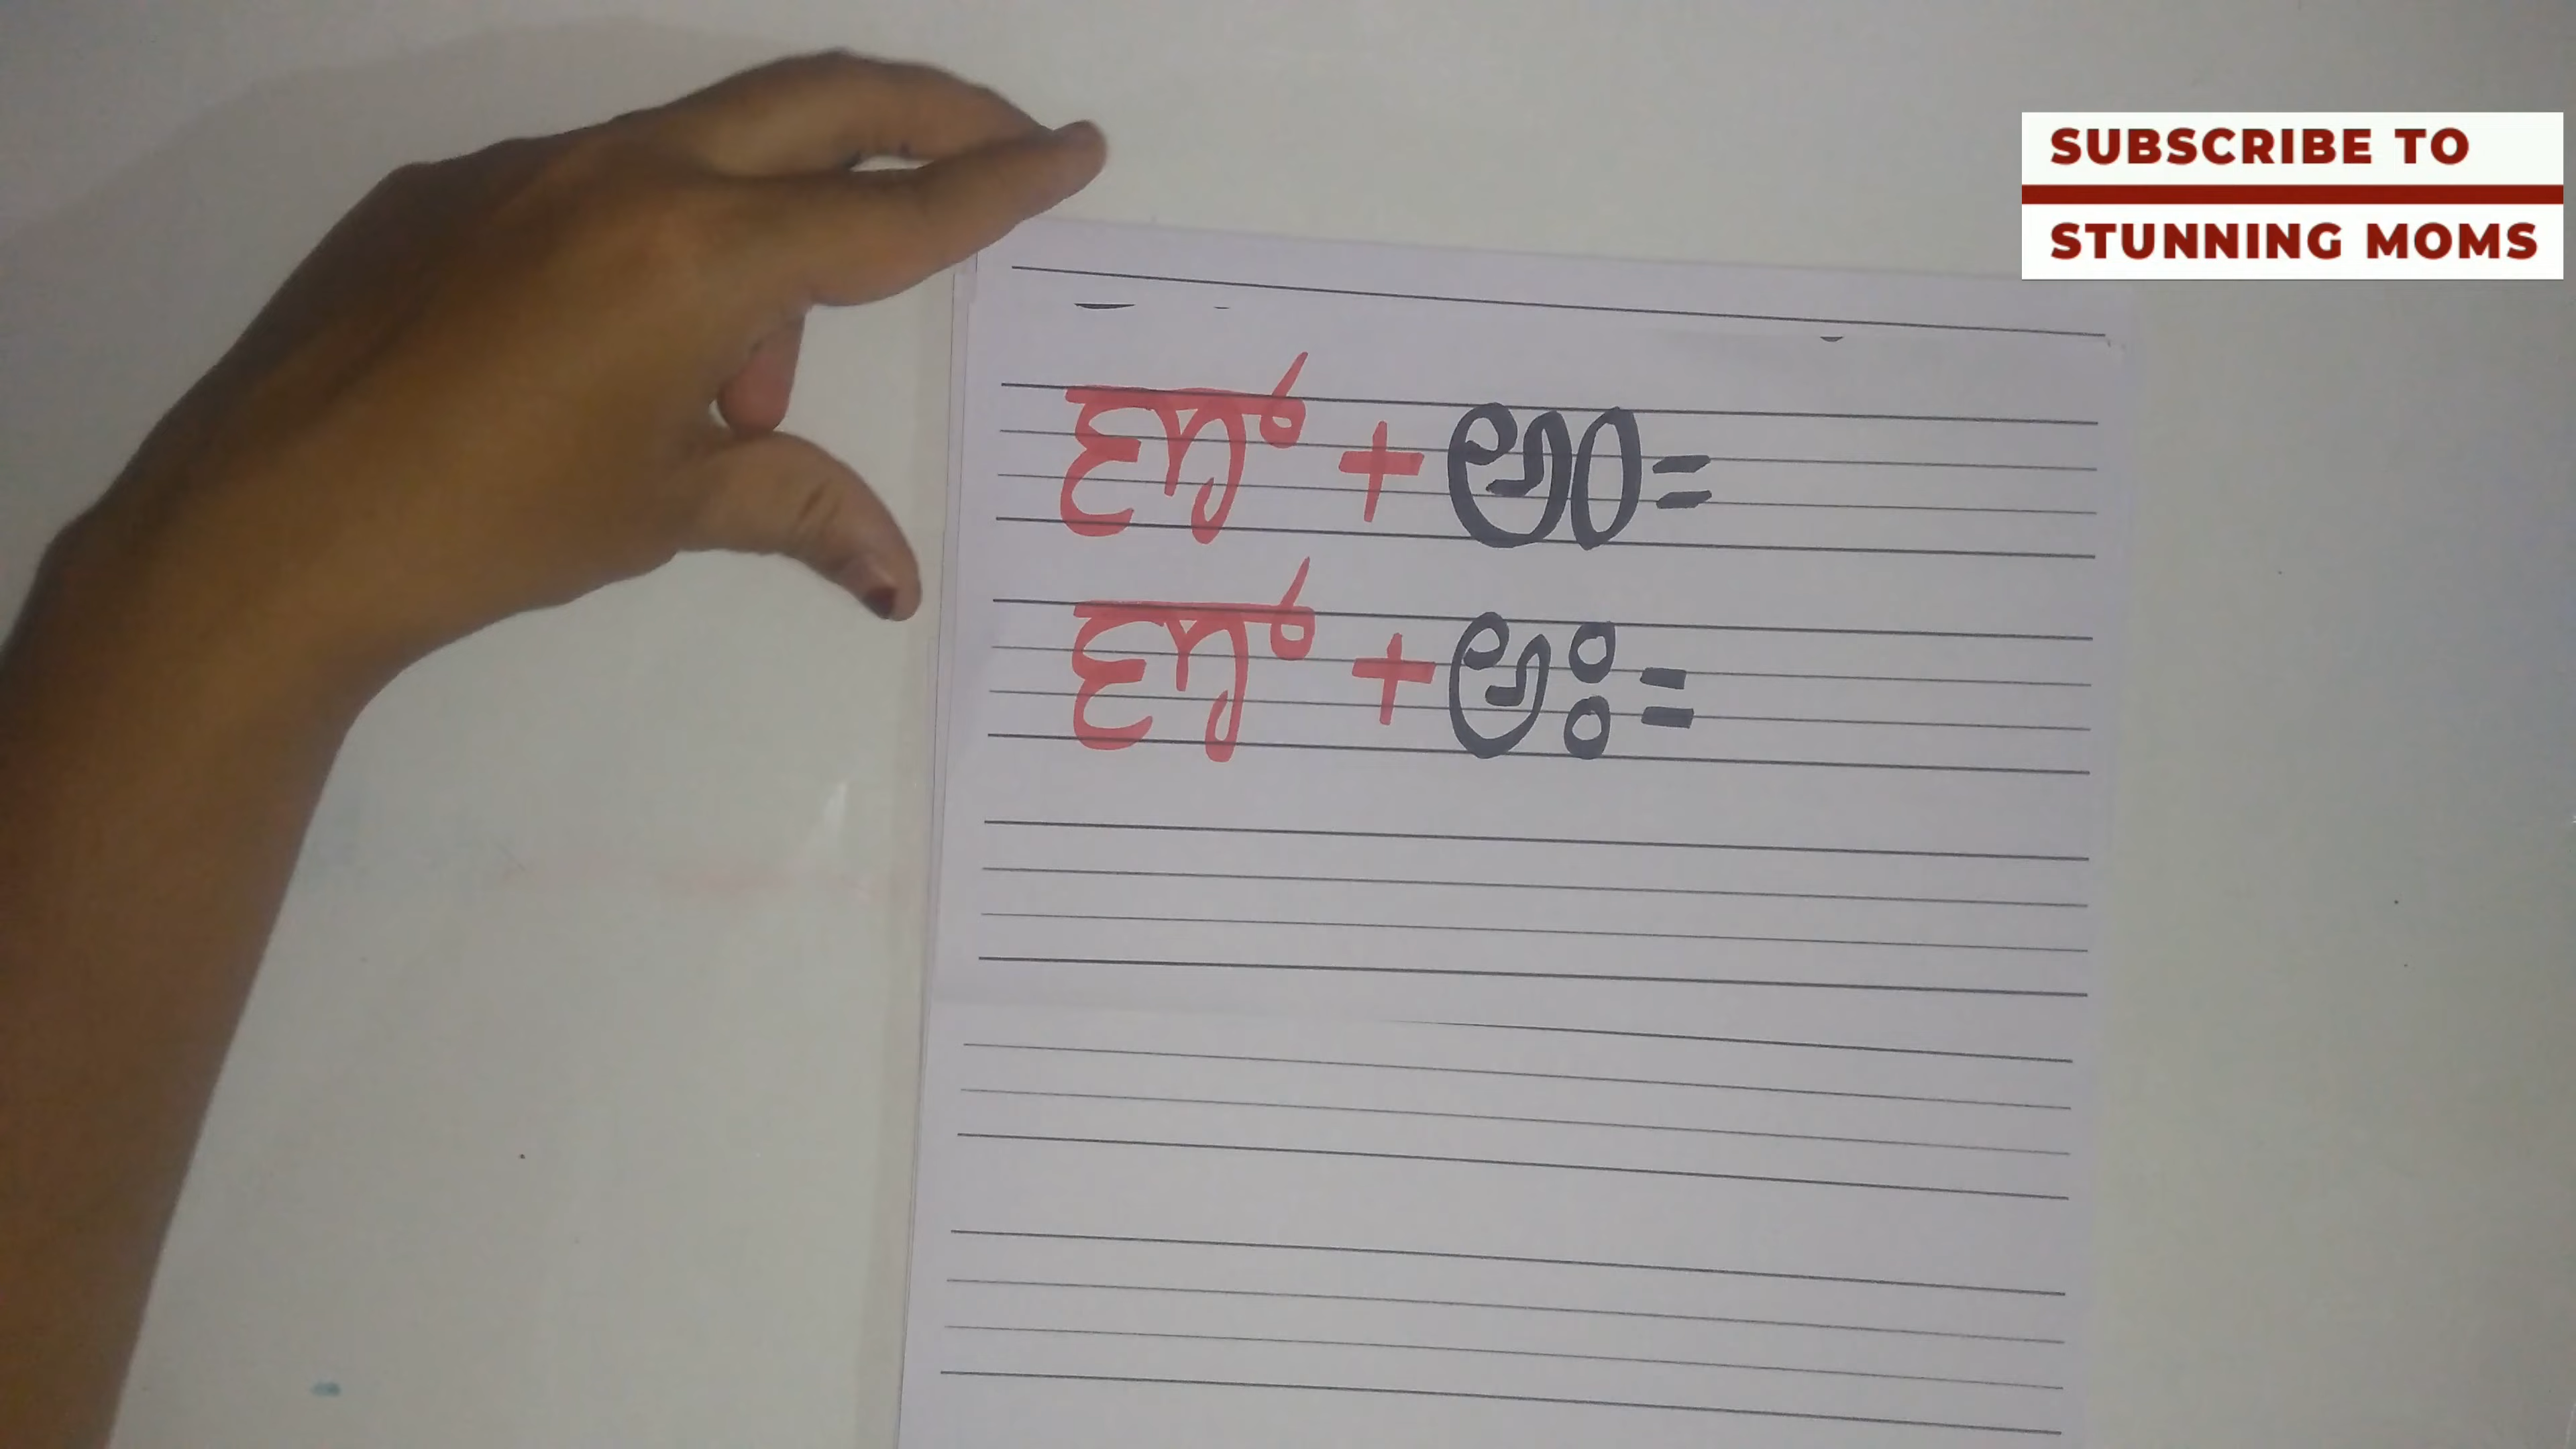 SUBSCRIBE TO
STUNNING MOMS
ಣ್ + ಅಂ =
ಣ್ + ಅಃ =